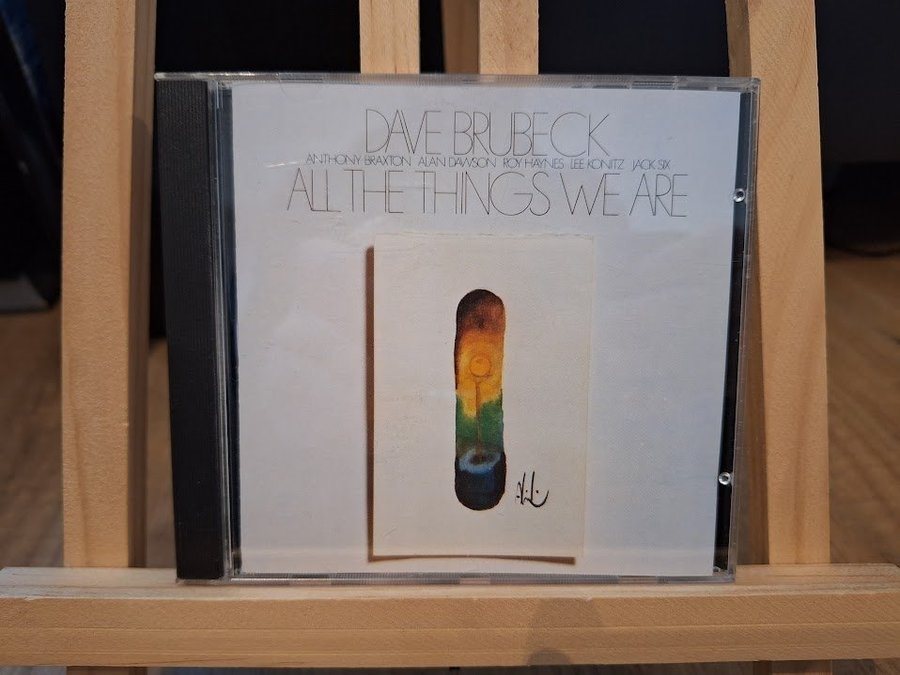 DAVE BRUBECK
ANTHONY BRAXTON ALAN DAWSON ROY HAYNES LEE KONITZ JACK SIX
ALL THE THINGS WE ARE